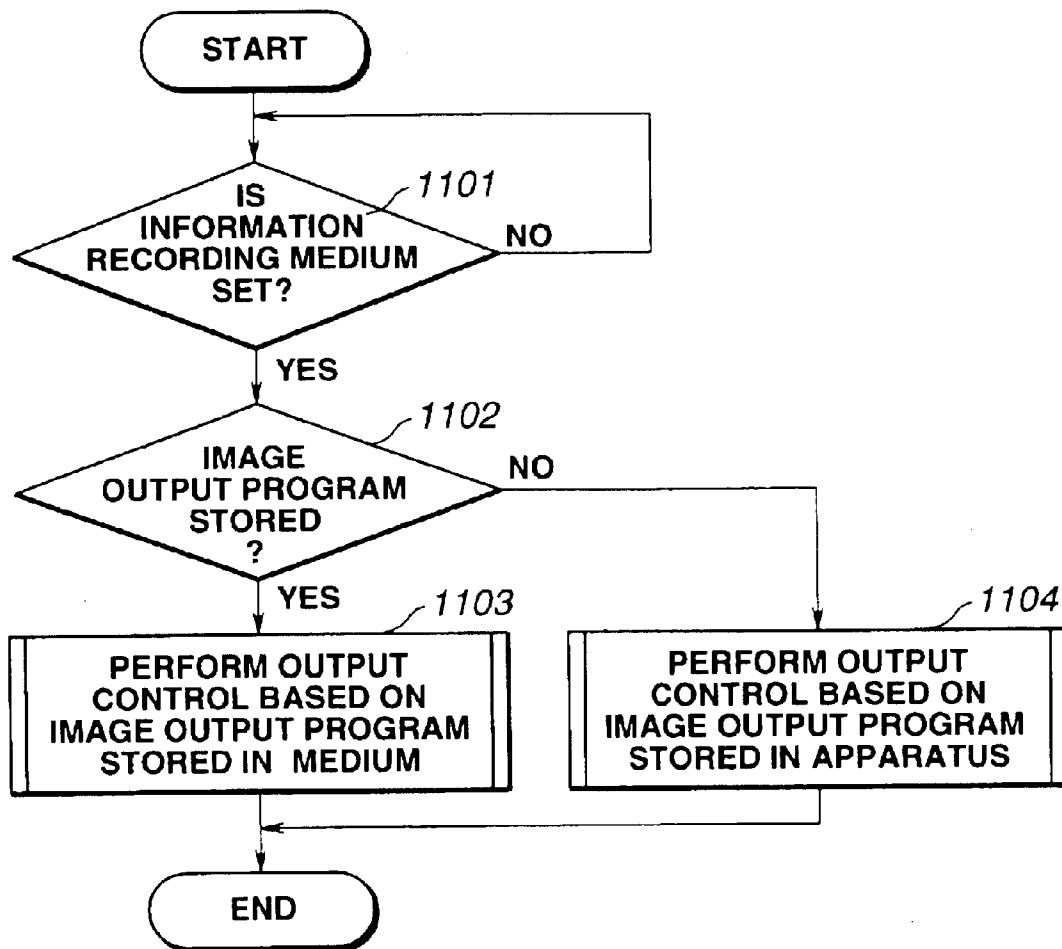 START
1101
IS
INFORMATION
RECORDING MEDIUM
SET?
NO
YES
1102
IMAGE
OUTPUT PROGRAM
STORED
?
NO
YES
1103
PERFORM OUTPUT
CONTROL BASED ON
IMAGE OUTPUT PROGRAM
STORED IN MEDIUM
1104
PERFORM OUTPUT
CONTROL BASED ON
IMAGE OUTPUT PROGRAM
STORED IN APPARATUS
END